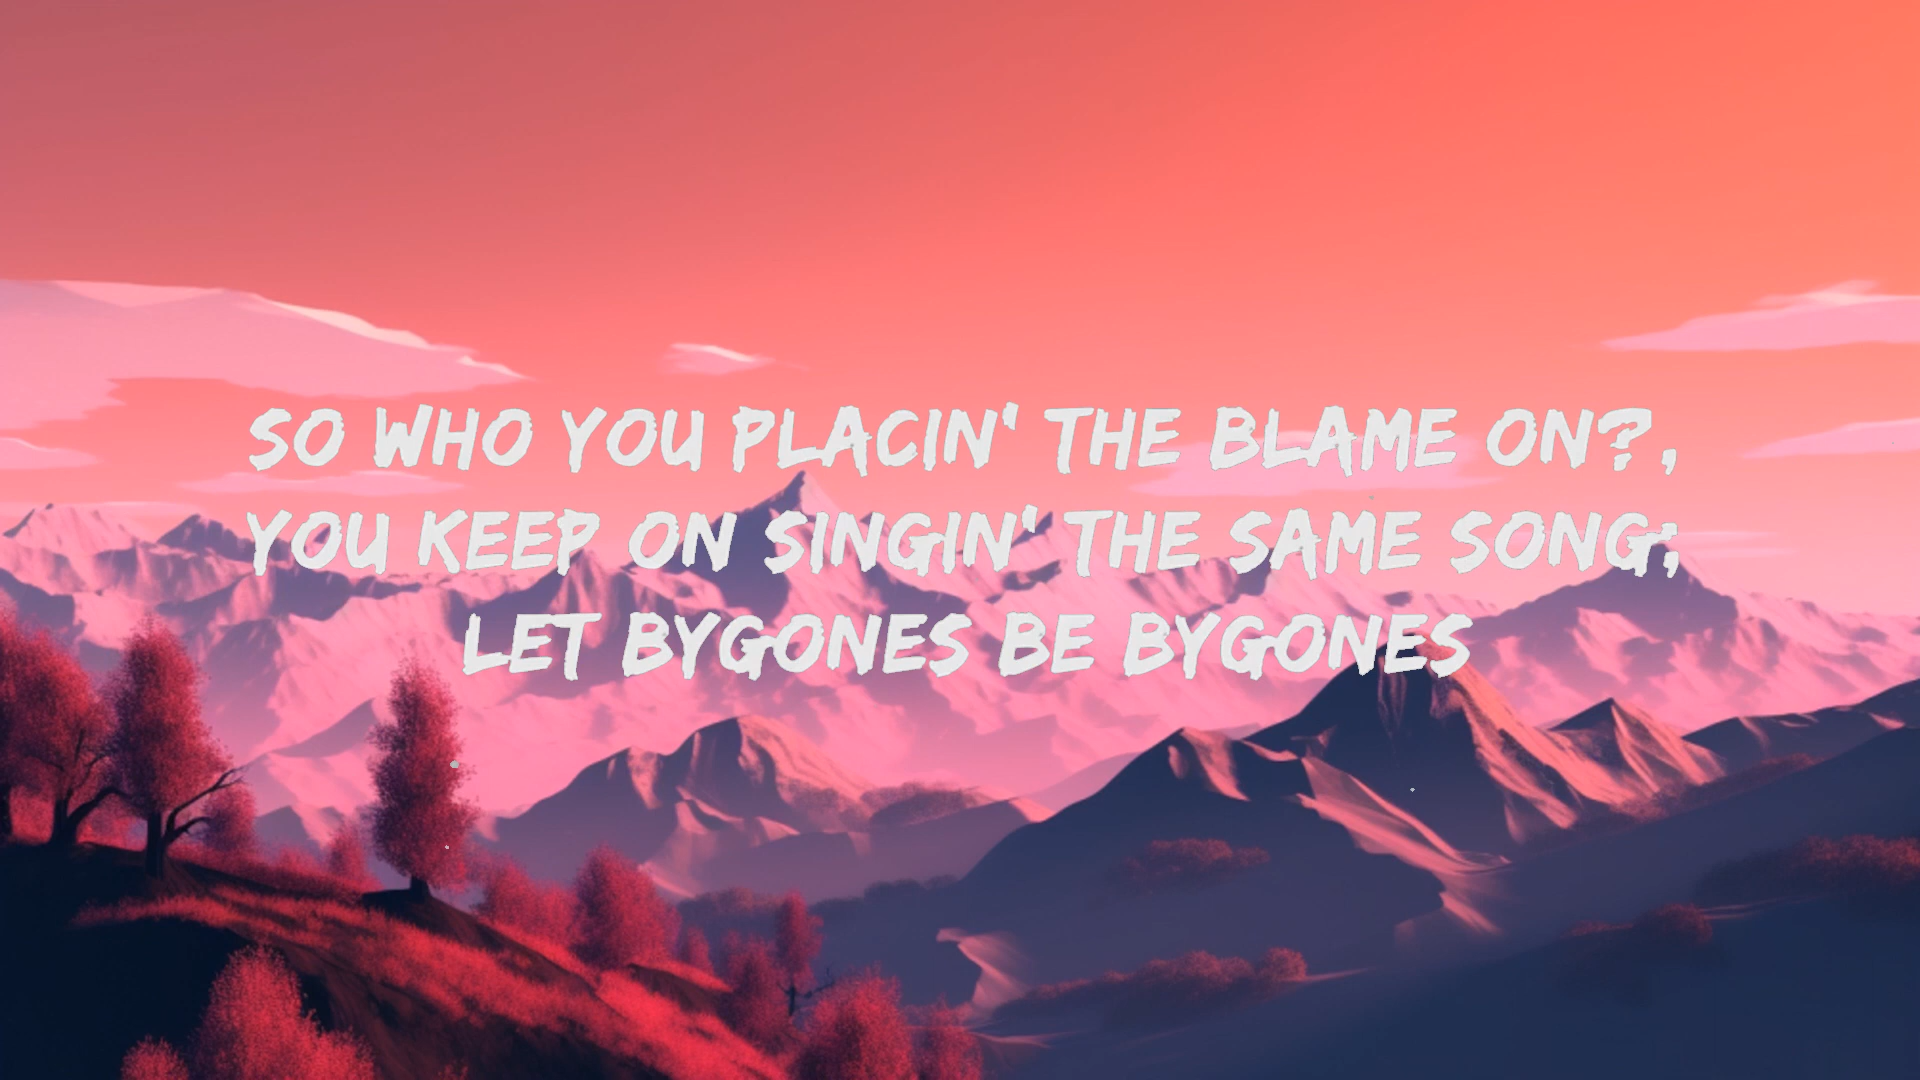 SO WHO YOU PLACIN' THE BLAME ON?,
YOU KEEP ON SINGIN' THE SAME SONG;
LET BYGONES BE BYGONES